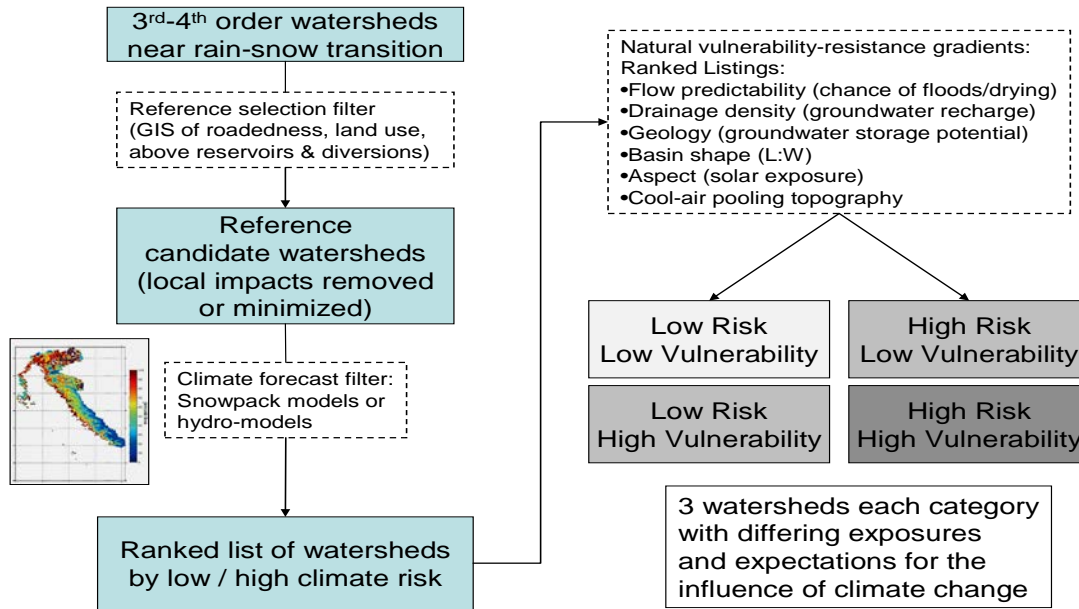 3rd-4th order watersheds
near rain-snow transition
Reference selection filter
(GIS of roadedness, land use,
above reservoirs & diversions)
Reference
candidate watersheds
(local impacts removed
or minimized)
Climate forecast filter:
Snowpack models or
hydro-models
Ranked list of watersheds
by low / high climate risk
Natural vulnerability-resistance gradients:
Ranked Listings:
•Flow predictability (chance of floods/drying)
•Drainage density (groundwater recharge)
•Geology (groundwater storage potential)
•Basin shape (L:W)
•Aspect (solar exposure)
•Cool-air pooling topography
Low Risk
Low Vulnerability
High Risk
Low Vulnerability
Low Risk
High Vulnerability
High Risk
High Vulnerability
3 watersheds each category
with differing exposures
and expectations for the
influence of climate change